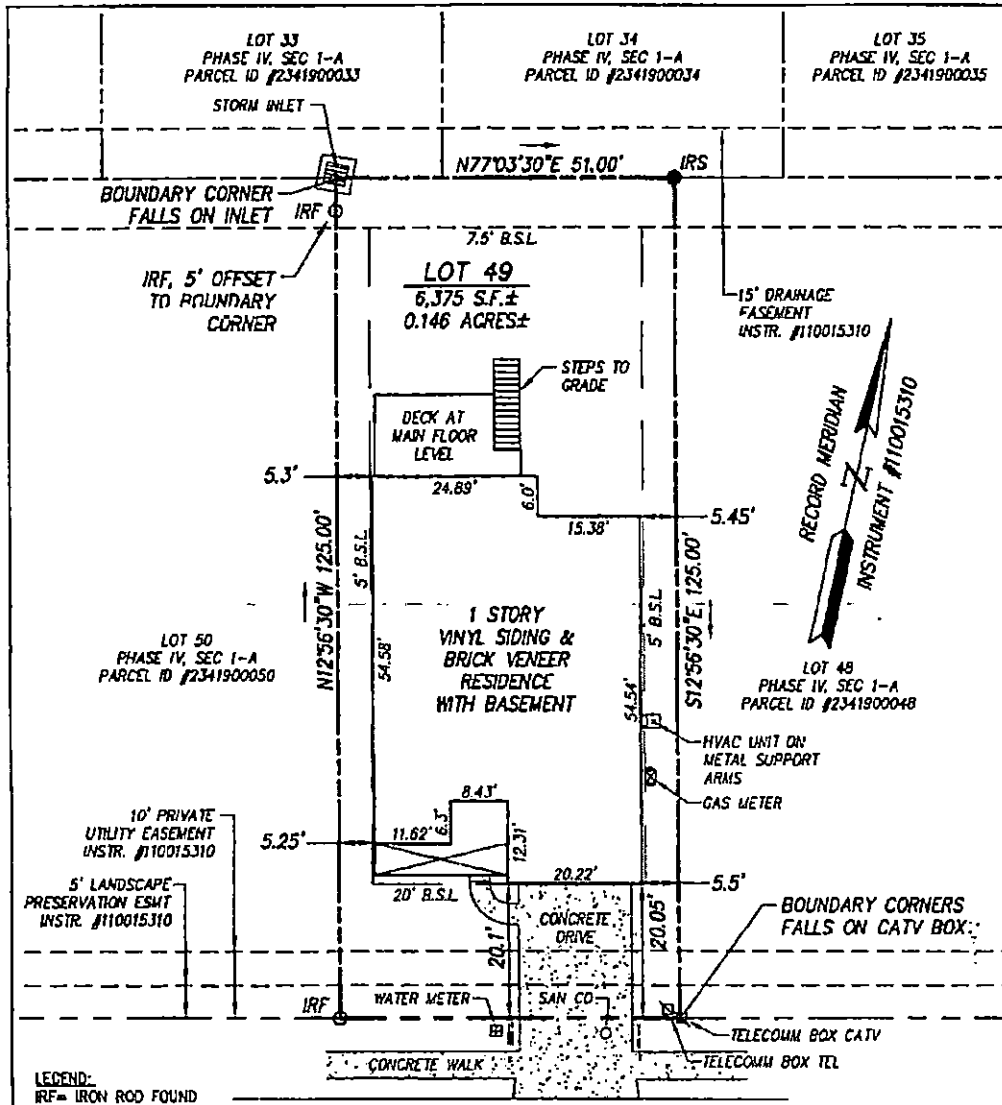 LOT 33
PHASE IV, SEC 1-A
PARCEL ID #2341900033
LOT 34
PHASE IV, SEC 1-A
PARCEL ID #2341900034
LOT 35
PHASE IV, SEC 1-A
PARCEL ID #2341900035
STORM INLET
N77°03'30"E 51.00'
IRS
BOUNDARY CORNER
FALLS ON INLET
IRF
7.5' B.S.L.
IRF, 5' OFFSET
TO BOUNDARY
CORNER
LOT 49
6,375 S.F.±
0.146 ACRES±
15' DRAINAGE
EASEMENT
INSTR. #110015310
STEPS TO
GRADE
DECK AT
MAIN FLOOR
LEVEL
RECORD MERIDIAN
N
INSTRUMENT #110015310
5.3'
24.89'
6.0'
15.38'
5.45'
N12°56'30"W 125.00'
5' B.S.L.
54.58'
1 STORY
VINYL SIDING &
BRICK VENEER
RESIDENCE
WITH BASEMENT
54.54'
5' B.S.L.
S12°56'30"E, 125.00'
LOT 50
PHASE IV, SEC 1-A
PARCEL ID #2341900050
LOT 48
PHASE IV, SEC 1-A
PARCEL ID #2341900048
HVAC UNIT ON
METAL SUPPORT
ARMS
GAS METER
8.43'
6.3'
11.62'
12.31'
5.25'
20.22'
5.5'
10' PRIVATE
UTILITY EASEMENT
INSTR. #110015310
5' LANDSCAPE
PRESERVATION ESMT
INSTR. #110015310
20' B.S.L.
CONCRETE
DRIVE
20.1'
20.05'
BOUNDARY CORNERS
FALLS ON CATV BOX.
IRF
WATER METER
SAN CO
TELECOMM BOX CATV
TELECOMM BOX TEL
CONCRETE WALK
LEGEND:
IRF= IRON ROD FOUND